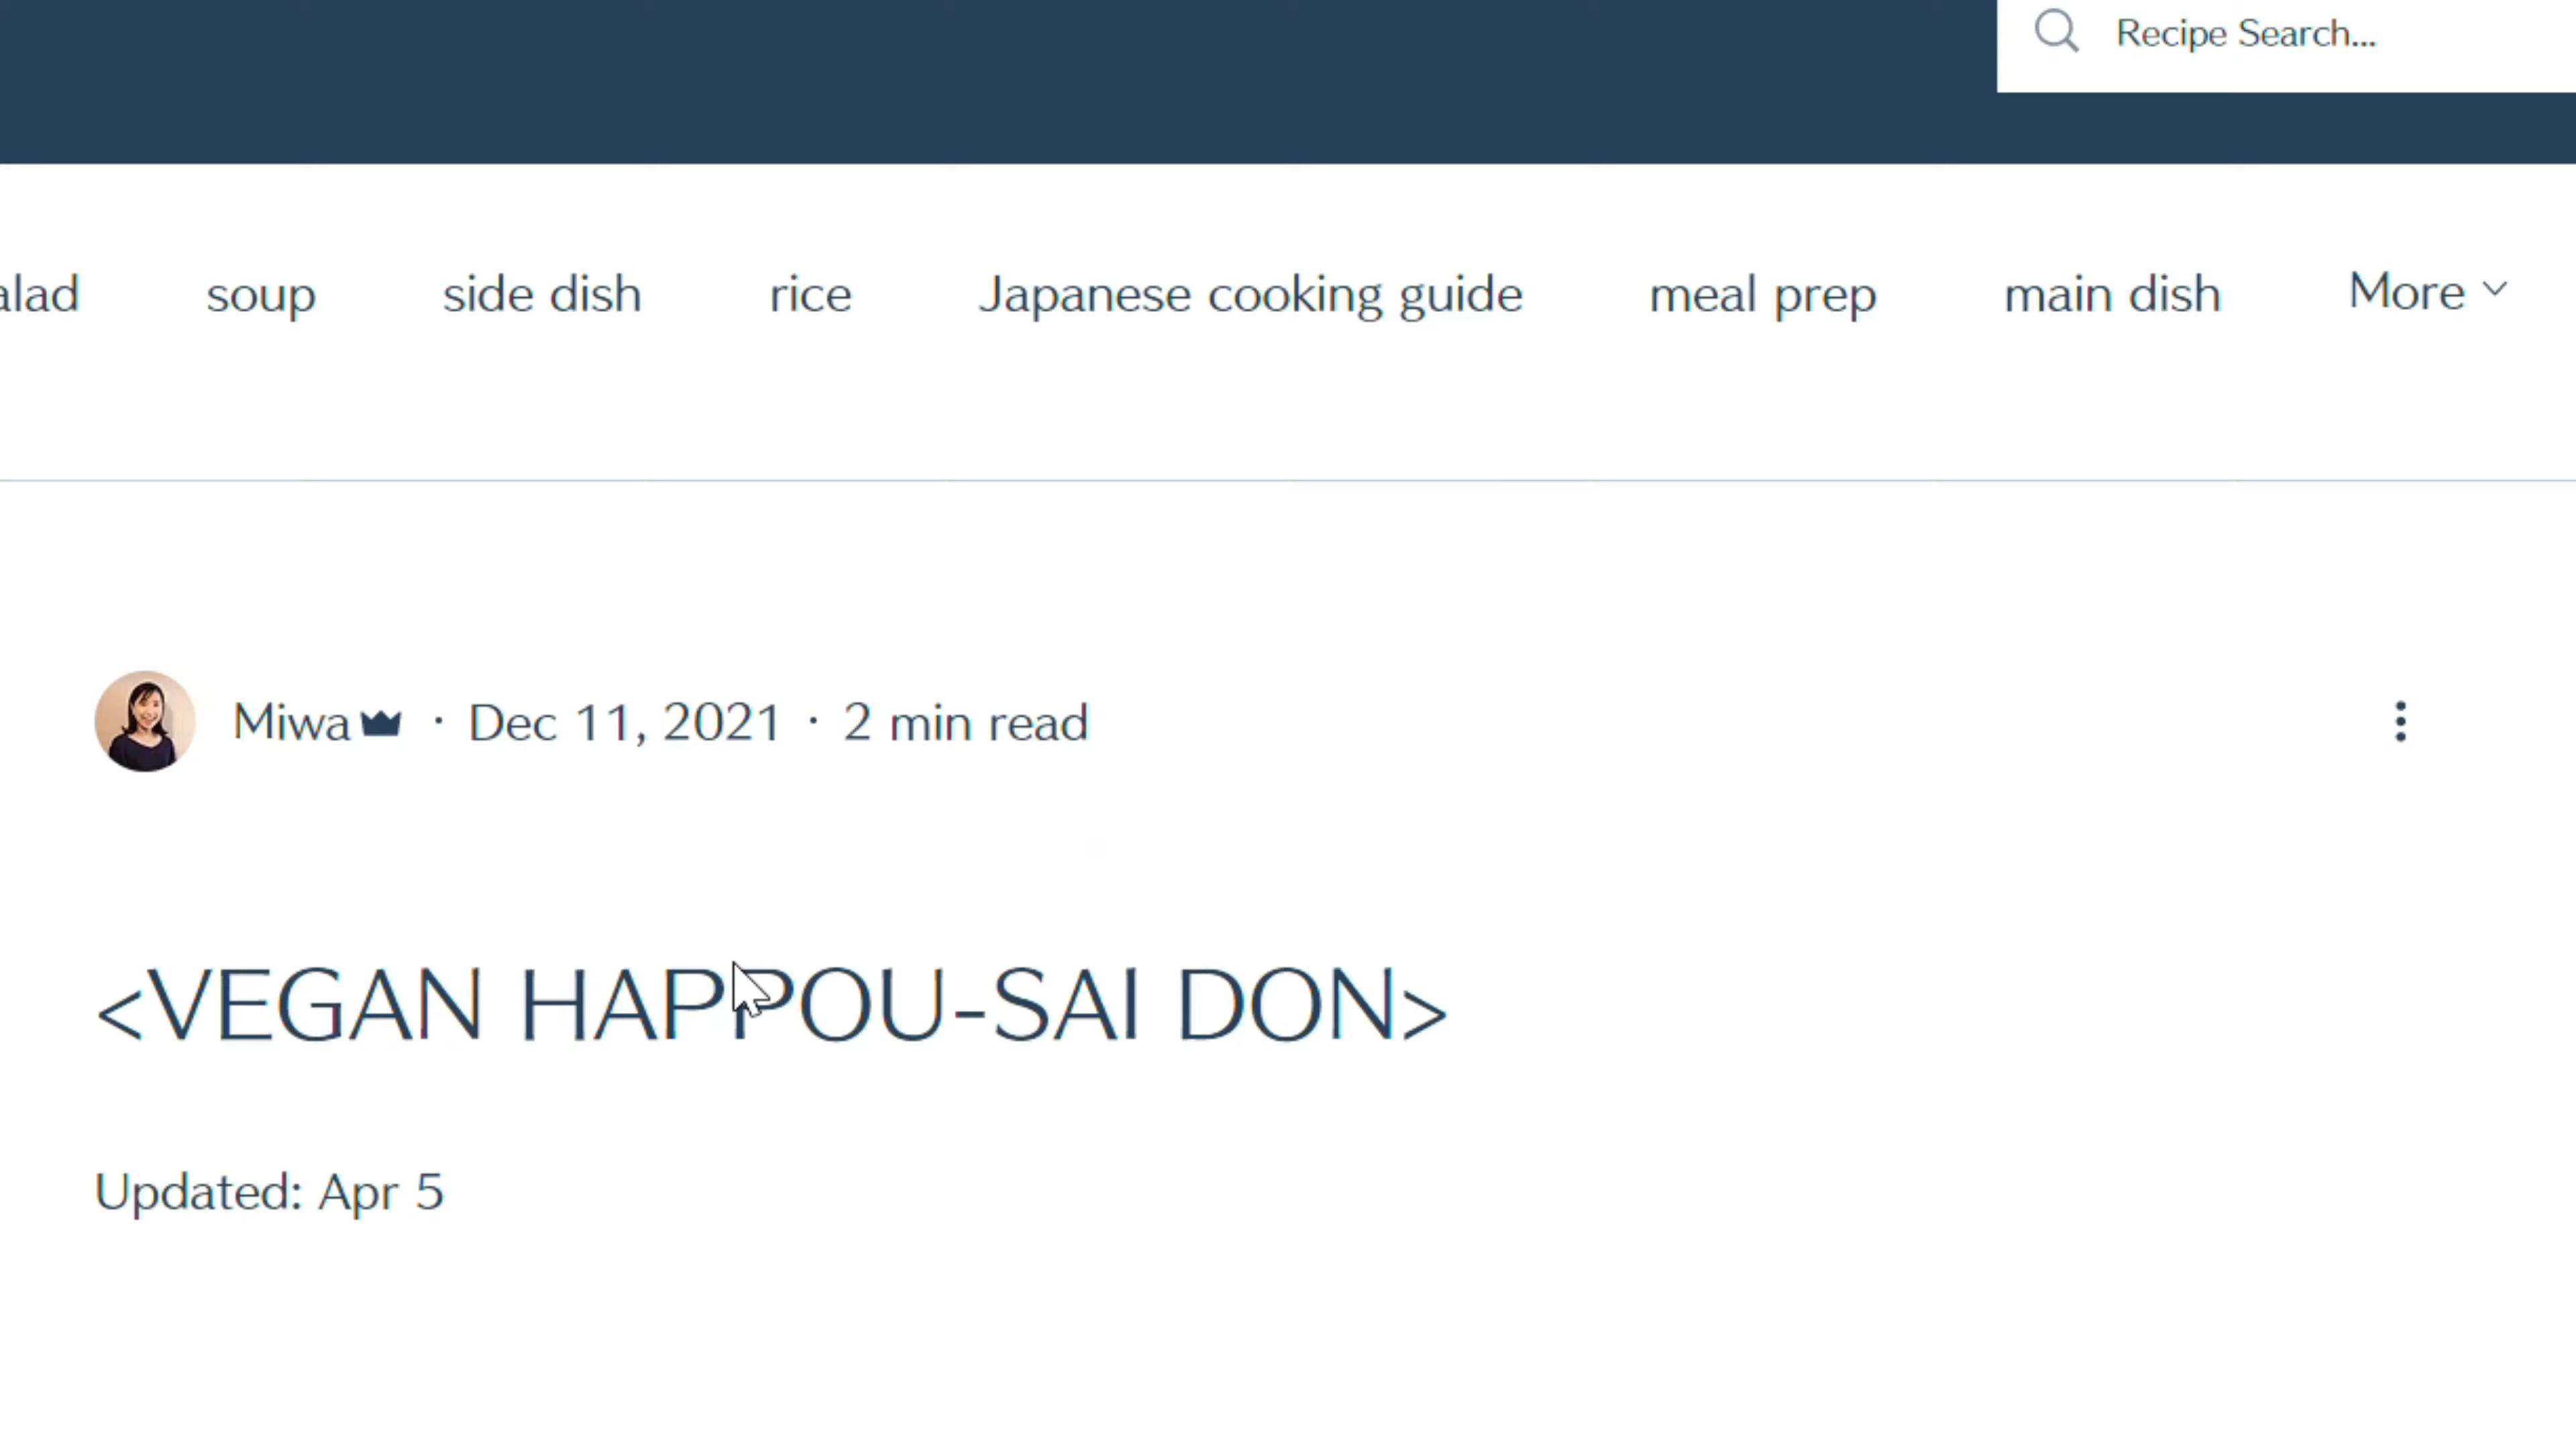 Recipe Search...
alad soup side dish rice Japanese cooking guide meal prep main dish More
Miwa · Dec 11, 2021 · 2 min read
<VEGAN HAPPOU-SAI DON>
Updated: Apr 5